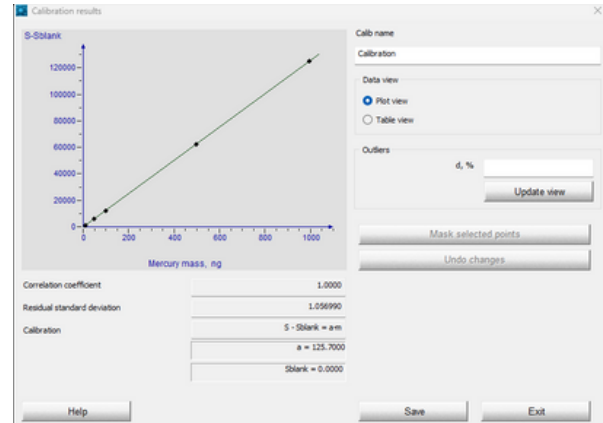 Calibration results
S-Sblank
120000
100000
80000
60000
40000
20000
0
0 200 400 600 800 1000
Mercury mass, ng
Correlation coefficient 1.0000
Residual standard deviation 1.056990
Calibration S - Sblank = a·m
a = 125.7000
Sblank = 0.0000
Help
Calib name
Calibration
Data view
Plot view
Table view
Outliers
d, %
Update view
Mask selected points
Undo changes
Save
Exit